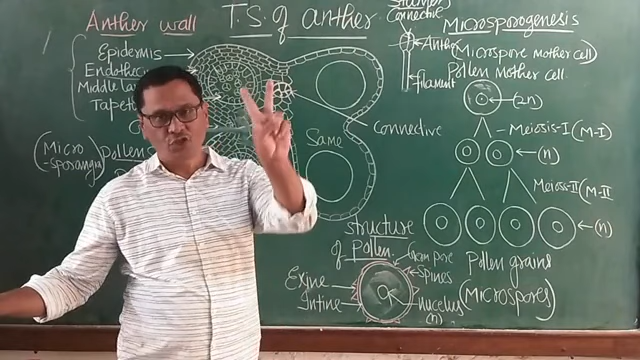 Anther wall
Epidermis
Endothec
Middle la
Tapet
(Micro
-sporangia
Pollen
T.S. of anther
Same
Connective
Connective
Anther
filament
Microsporogenesis
(Microspore mother cell)
Pollen mother cell
(2n)
Meiosis-I (M-I)
(n)
Meiosis-II (M-II
(n)
Pollen grains
(Microspores)
structure
of Pollen
Germ pore
Spines
Exine
Intine
nucelus
(n)